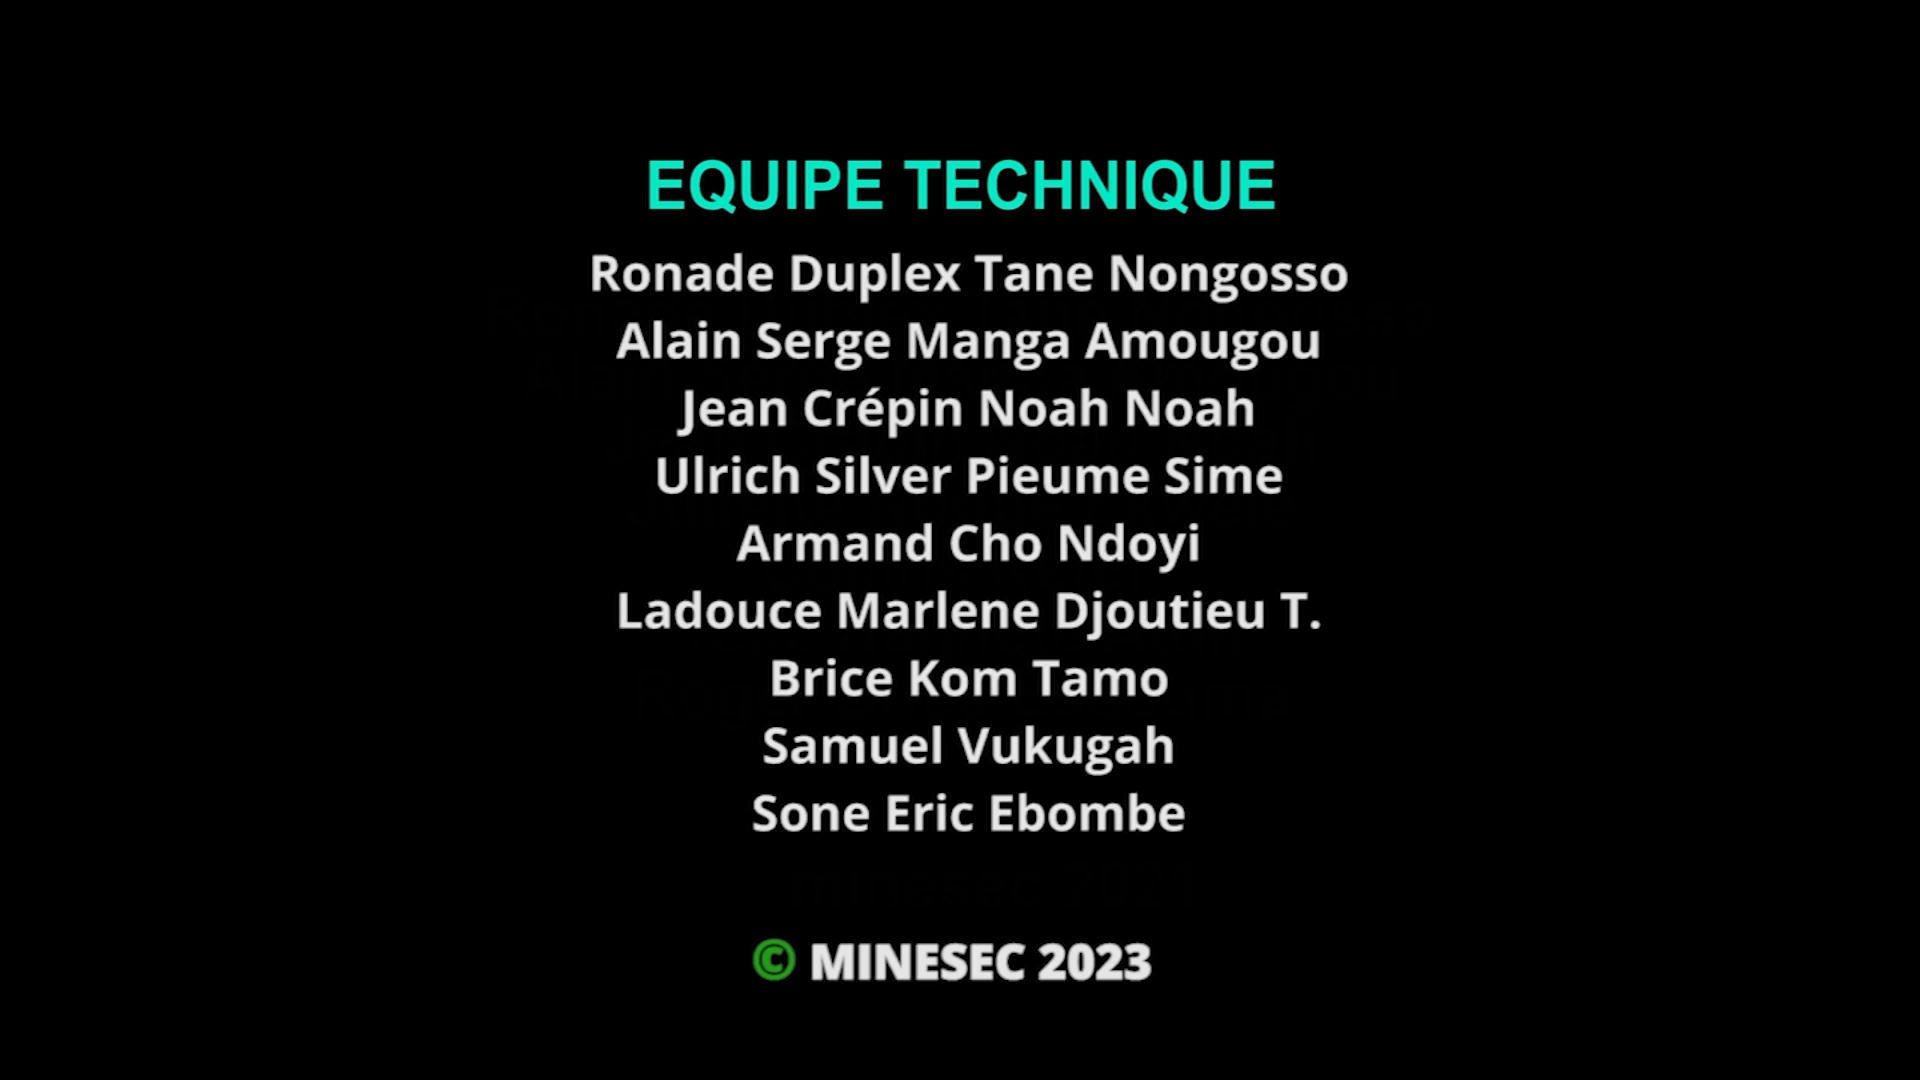 EQUIPE TECHNIQUE
Ronade Duplex Tane Nongosso
Alain Serge Manga Amougou
Jean Crépin Noah Noah
Ulrich Silver Pieume Sime
Armand Cho Ndoyi
Ladouce Marlene Djoutieu T.
Brice Kom Tamo
Samuel Vukugah
Sone Eric Ebombe
© MINESEC 2023